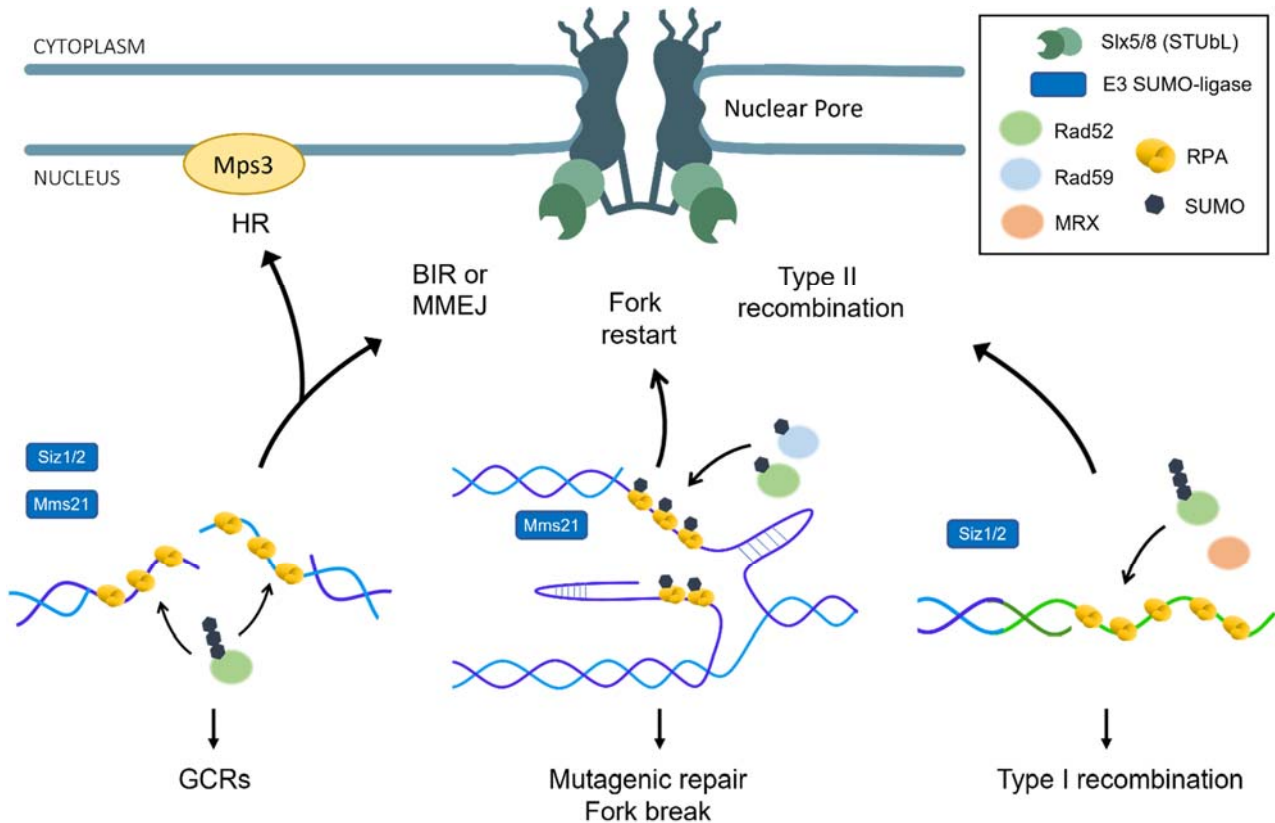 CYTOPLASM
NUCLEUS
Mps3
HR
Nuclear Pore
Slx5/8 (STUbL)
E3 SUMO-ligase
Rad52
Rad59
MRX
RPA
SUMO
BIR or
MMEJ
Fork
restart
Type II
recombination
Siz1/2
Mms21
Mms21
Siz1/2
GCRs
Mutagenic repair
Fork break
Type I recombination